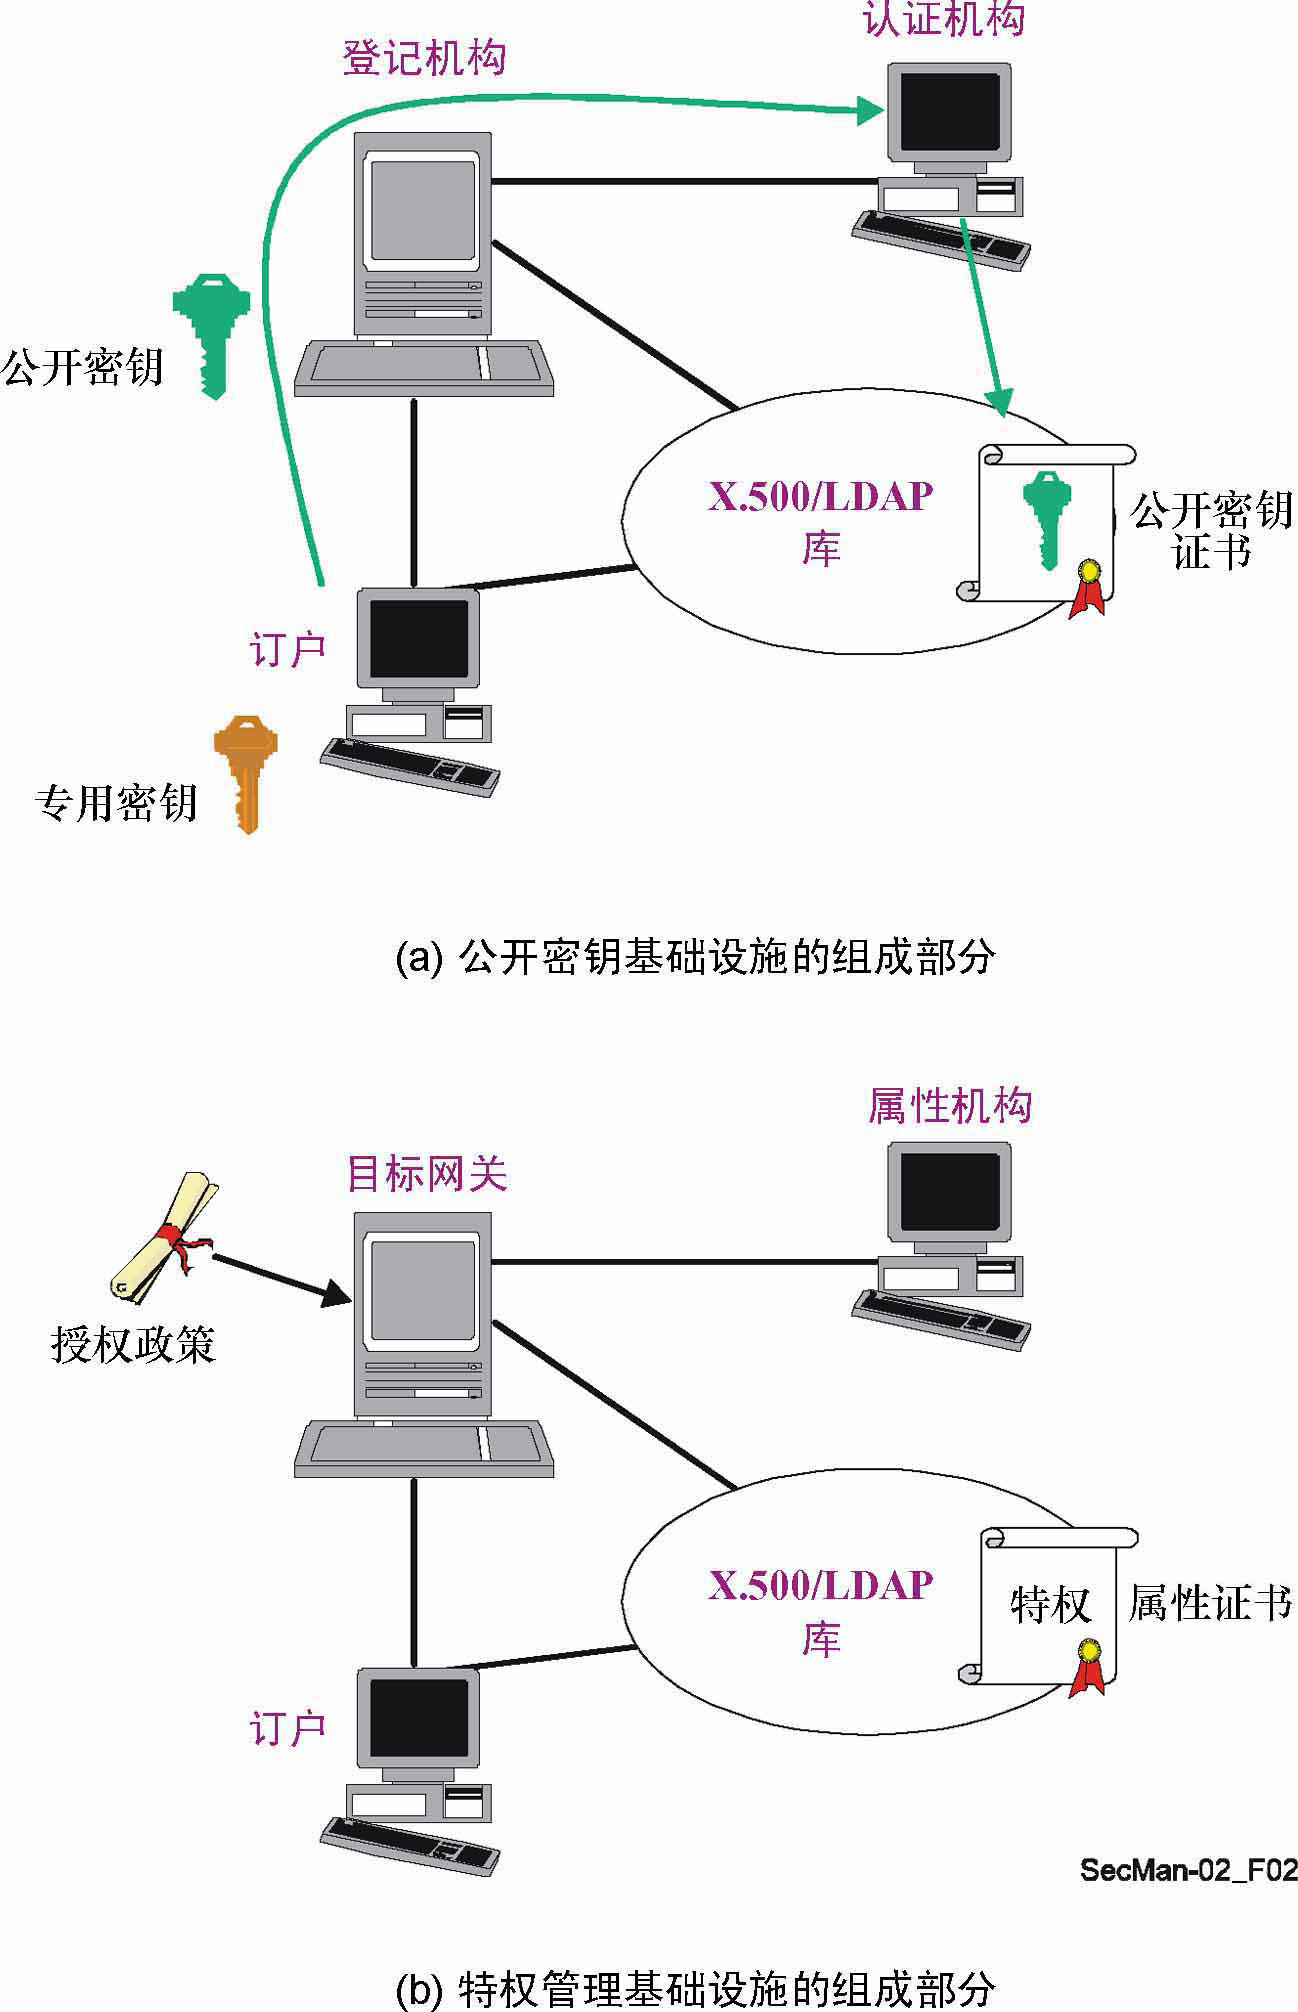 认证机构
登记机构
公开密钥
X.500/LDAP
库
公开密钥
证书
订户
专用密钥
(a) 公开密钥基础设施的组成部分
属性机构
目标网关
授权政策
X.500/LDAP
库
特权
属性证书
订户
SecMan-02_F02
(b) 特权管理基础设施的组成部分